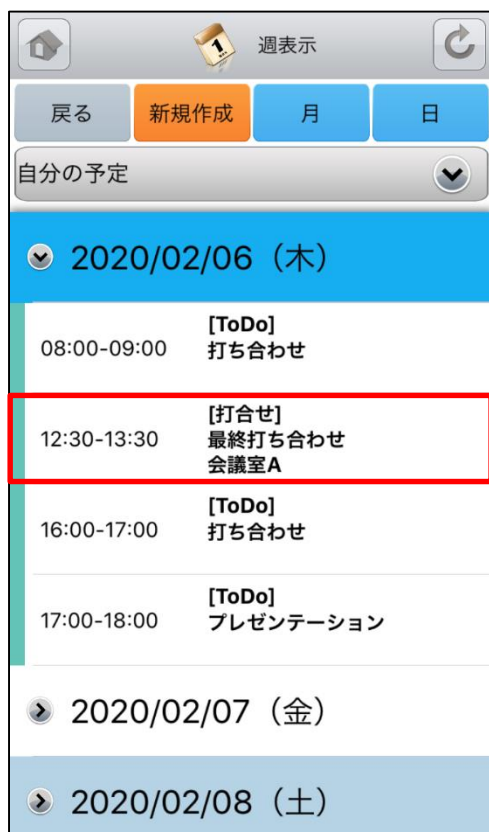 1
週表示
戻る
新規作成
月
日
自分の予定
2020/02/06（木）
08:00-09:00
[ToDo]
打ち合わせ
12:30-13:30
[打合せ]
最終打ち合わせ
会議室A
16:00-17:00
[ToDo]
打ち合わせ
17:00-18:00
[ToDo]
プレゼンテーション
2020/02/07（金）
2020/02/08（土）